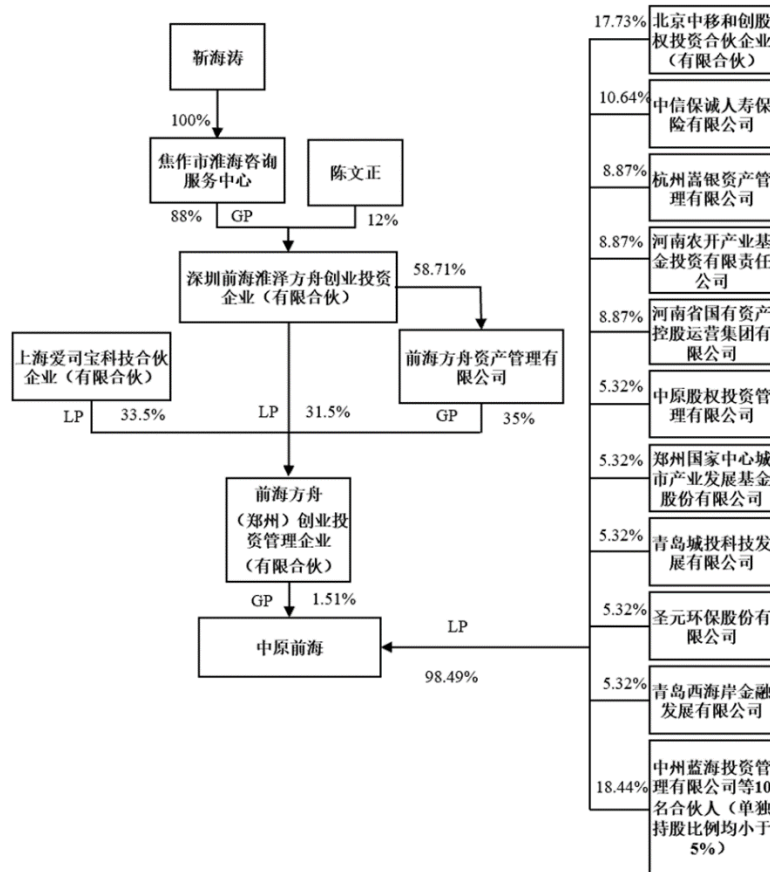 靳海涛
100%
焦作市淮海咨询
服务中心
陈文正
88%
GP
12%
深圳前海淮泽方舟创业投资
企业（有限合伙）
58.71%
上海爱司宝科技合伙
企业（有限合伙）
前海方舟资产管理有
限公司
LP
33.5%
LP
31.5%
GP
35%
前海方舟
（郑州）创业投
资管理企业
（有限合伙）
GP
1.51%
中原前海
LP
98.49%
17.73%
北京中移和创股
权投资合伙企业
（有限合伙）
10.64%
中信保诚人寿保
险有限公司
8.87%
杭州嵩银资产管
理有限公司
8.87%
河南农开产业基
金投资有限责任
公司
8.87%
河南省国有资产
控股运营集团有
限公司
5.32%
中原股权投资管
理有限公司
5.32%
郑州国家中心城
市产业发展基金
股份有限公司
5.32%
青岛城投科技发
展有限公司
5.32%
圣元环保股份有
限公司
5.32%
青岛西海岸金融
发展有限公司
18.44%
中州蓝海投资管
理有限公司等10
名合伙人（单独
持股比例均小于
5%）